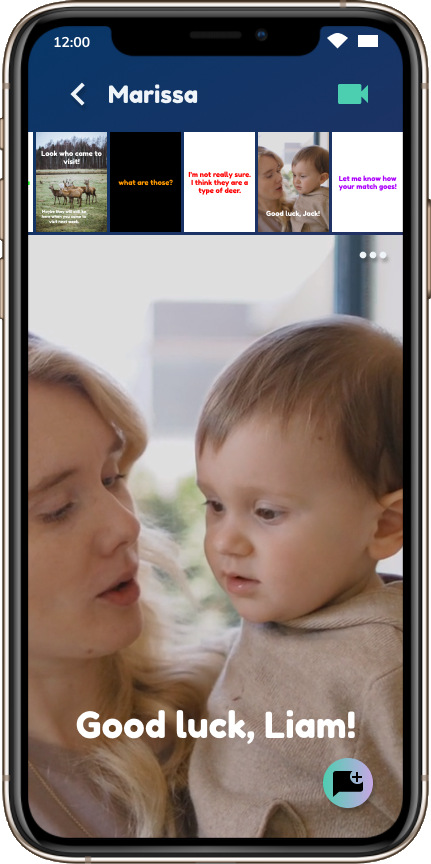 12:00
Marissa
Look who came to
visit!
Maybe they will still be
here when you come to
visit next week.
what are those?
I'm not really sure.
I think they are a
type of deer.
Good luck, Jack!
Let me know how
your match goes!
Good luck, Liam!